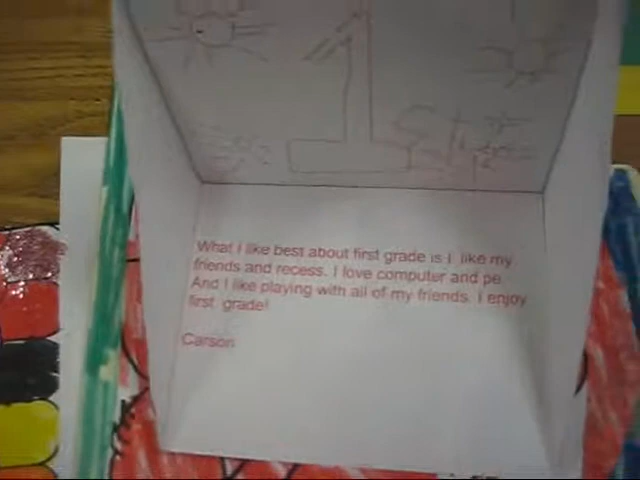 1st
What I like best about first grade is I like my
friends and recess. I love computer and pe.
And I like playing with all of my friends. I enjoy
first grade!
Carson